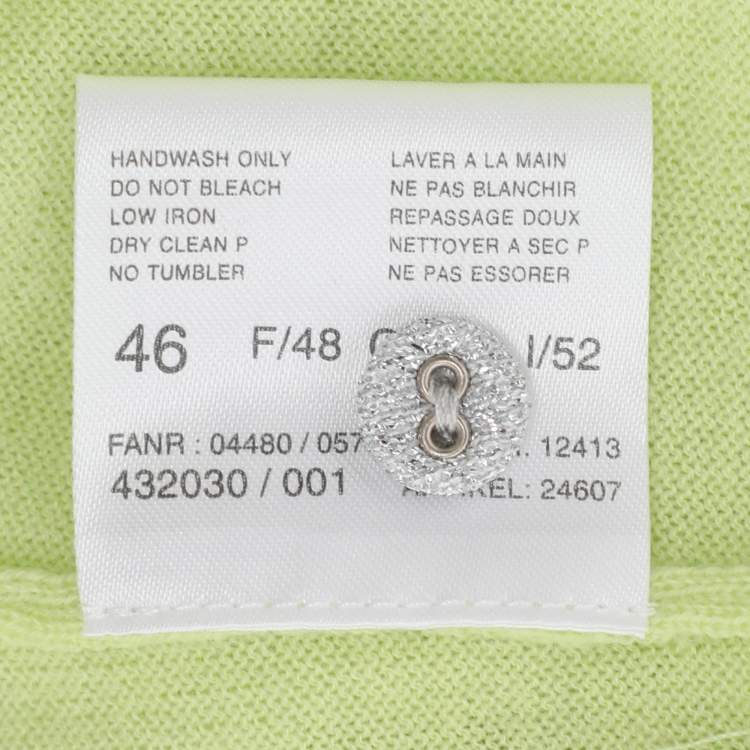 HANDWASH ONLY
DO NOT BLEACH
LOW IRON
DRY CLEAN P
NO TUMBLER
LAVER A LA MAIN
NE PAS BLANCHIR
REPASSAGE DOUX
NETTOYER A SEC P
NE PAS ESSORER
46 F/48 I/52
FANR : 04480 / 057 12413
432030 / 001 24607